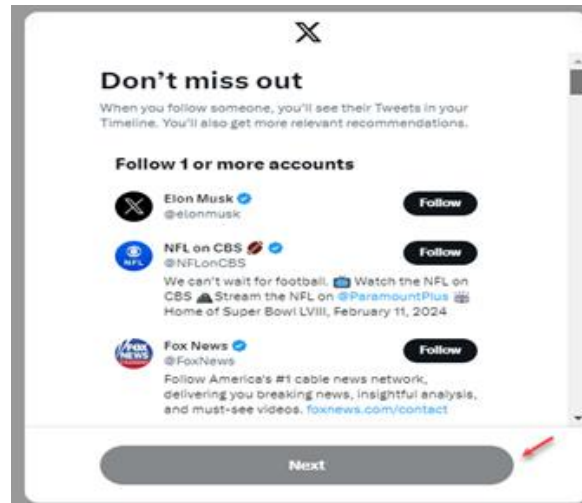 Don't miss out
When you follow someone, you'll see their Tweets in your
Timeline. You'll also get more relevant recommendations.
Follow 1 or more accounts
Elon Musk
@elonmusk
Follow
NFL on CBS 🏈
@NFLonCBS
Follow
We can't wait for football. 📺 Watch the NFL on
CBS 🏔 Stream the NFL on @ParamountPlus 🏟
Home of Super Bowl LVIII, February 11, 2024
Fox News
@FoxNews
Follow
Follow America's #1 cable news network,
delivering you breaking news, insightful analysis,
and must-see videos. foxnews.com/contact
Next